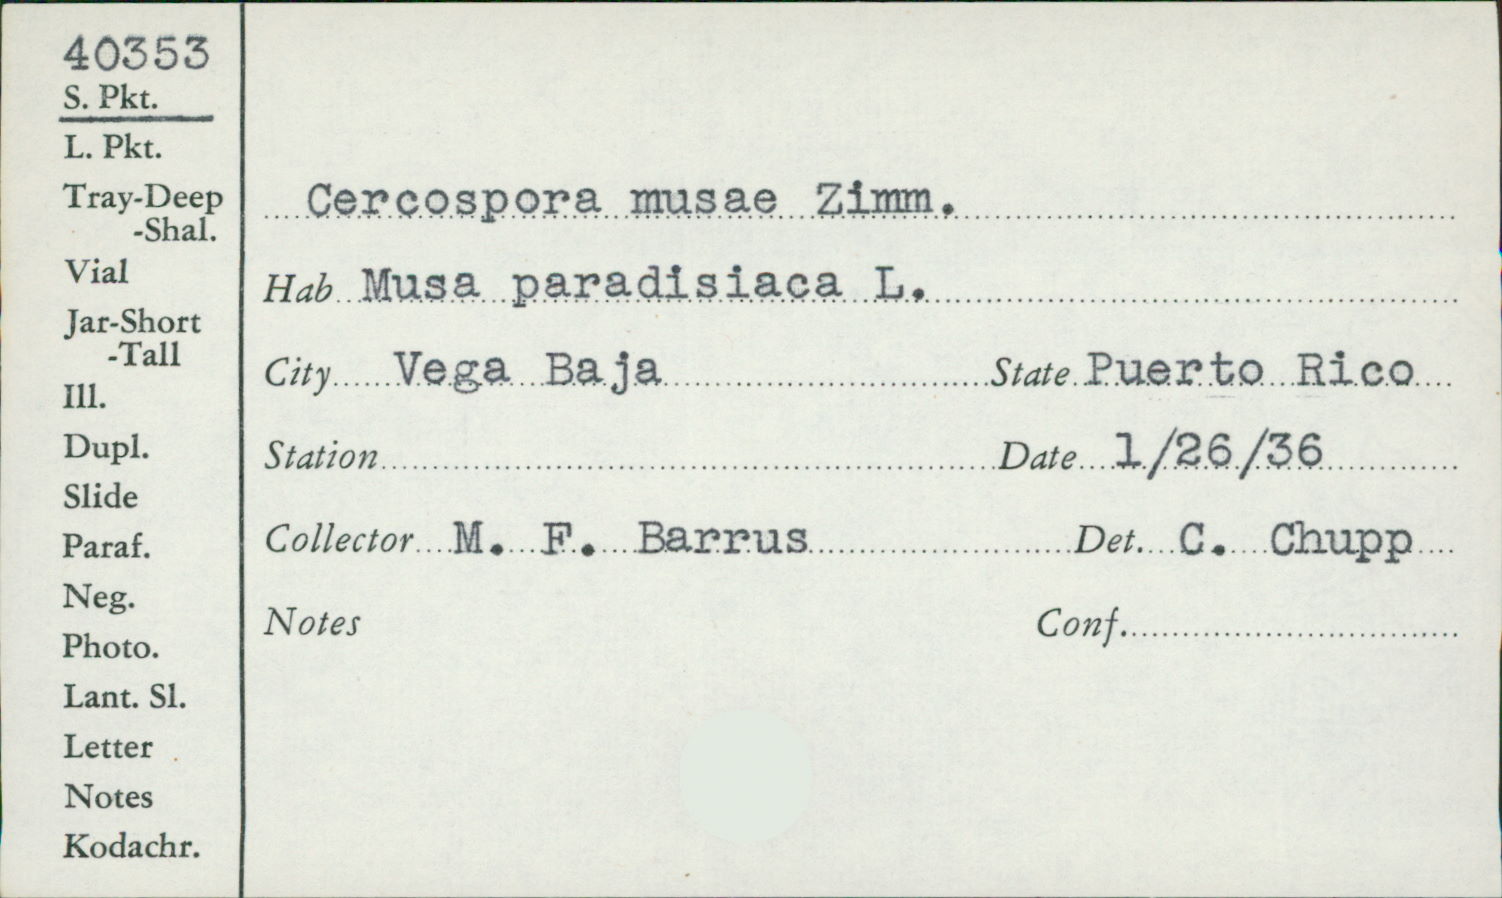 40353
S. Pkt.
L. Pkt.
Tray-Deep
-Shal.
Vial
Jar-Short
-Tall
Ill.
Dupl.
Slide
Paraf.
Neg.
Photo.
Lant. Sl.
Letter
Notes
Kodachr.
Cercospora musae Zimm.
Hab Musa paradisiaca L.
City Vega Baja State Puerto Rico
Station Date 1/26/36
Collector M. F. Barrus Det. C. Chupp
Notes Conf.